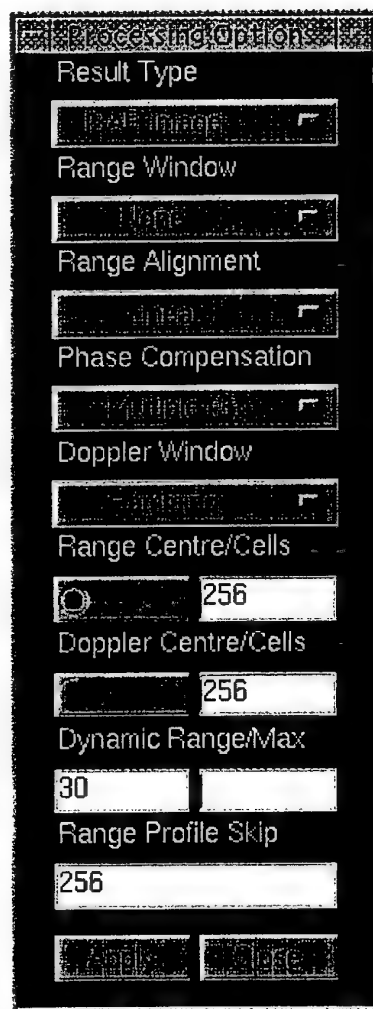 Processing Options
Result Type
Image
Range Window
None
Range Alignment
Phase Compensation
Doppler Window
Range Centre/Cells
256
Doppler Centre/Cells
256
Dynamic Range/Max
30
Range Profile Skip
256
Apply Close